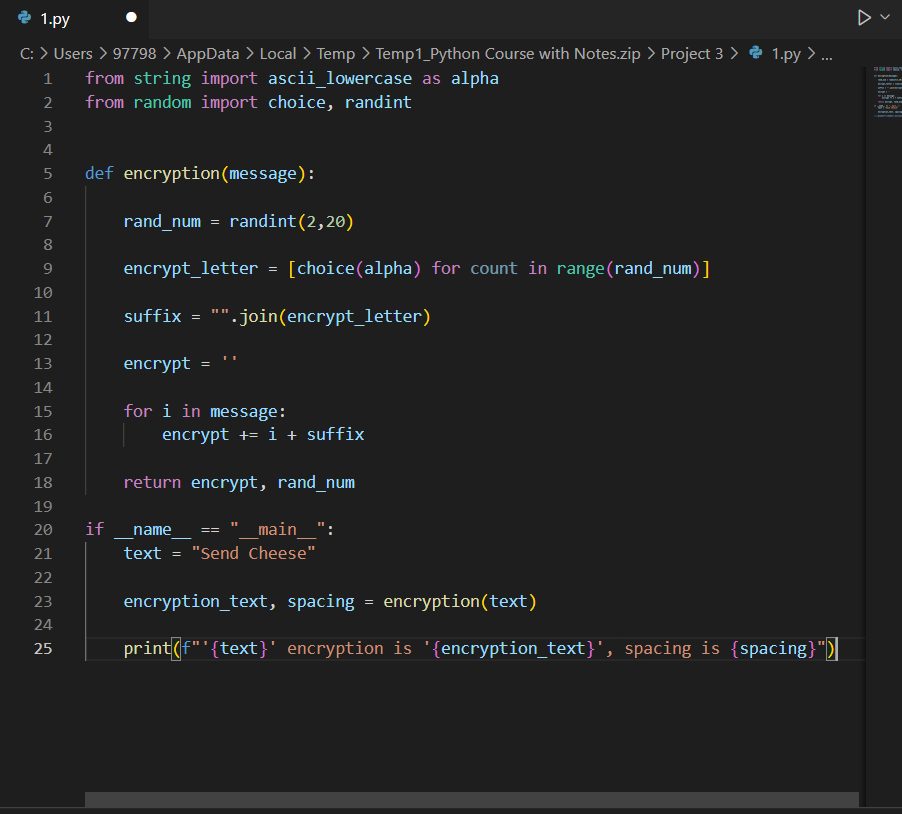 1.py
C: > Users > 97798 > AppData > Local > Temp > Temp1_Python Course with Notes.zip > Project 3 > 1.py > ...
1 from string import ascii_lowercase as alpha
2 from random import choice, randint
3
4
5 def encryption(message):
6
7     rand_num = randint(2,20)
8
9     encrypt_letter = [choice(alpha) for count in range(rand_num)]
10
11     suffix = "".join(encrypt_letter)
12
13     encrypt = ''
14
15     for i in message:
16         encrypt += i + suffix
17
18     return encrypt, rand_num
19
20 if __name__ == "__main__":
21     text = "Send Cheese"
22
23     encryption_text, spacing = encryption(text)
24
25     print(f"'{text}' encryption is '{encryption_text}', spacing is {spacing}")